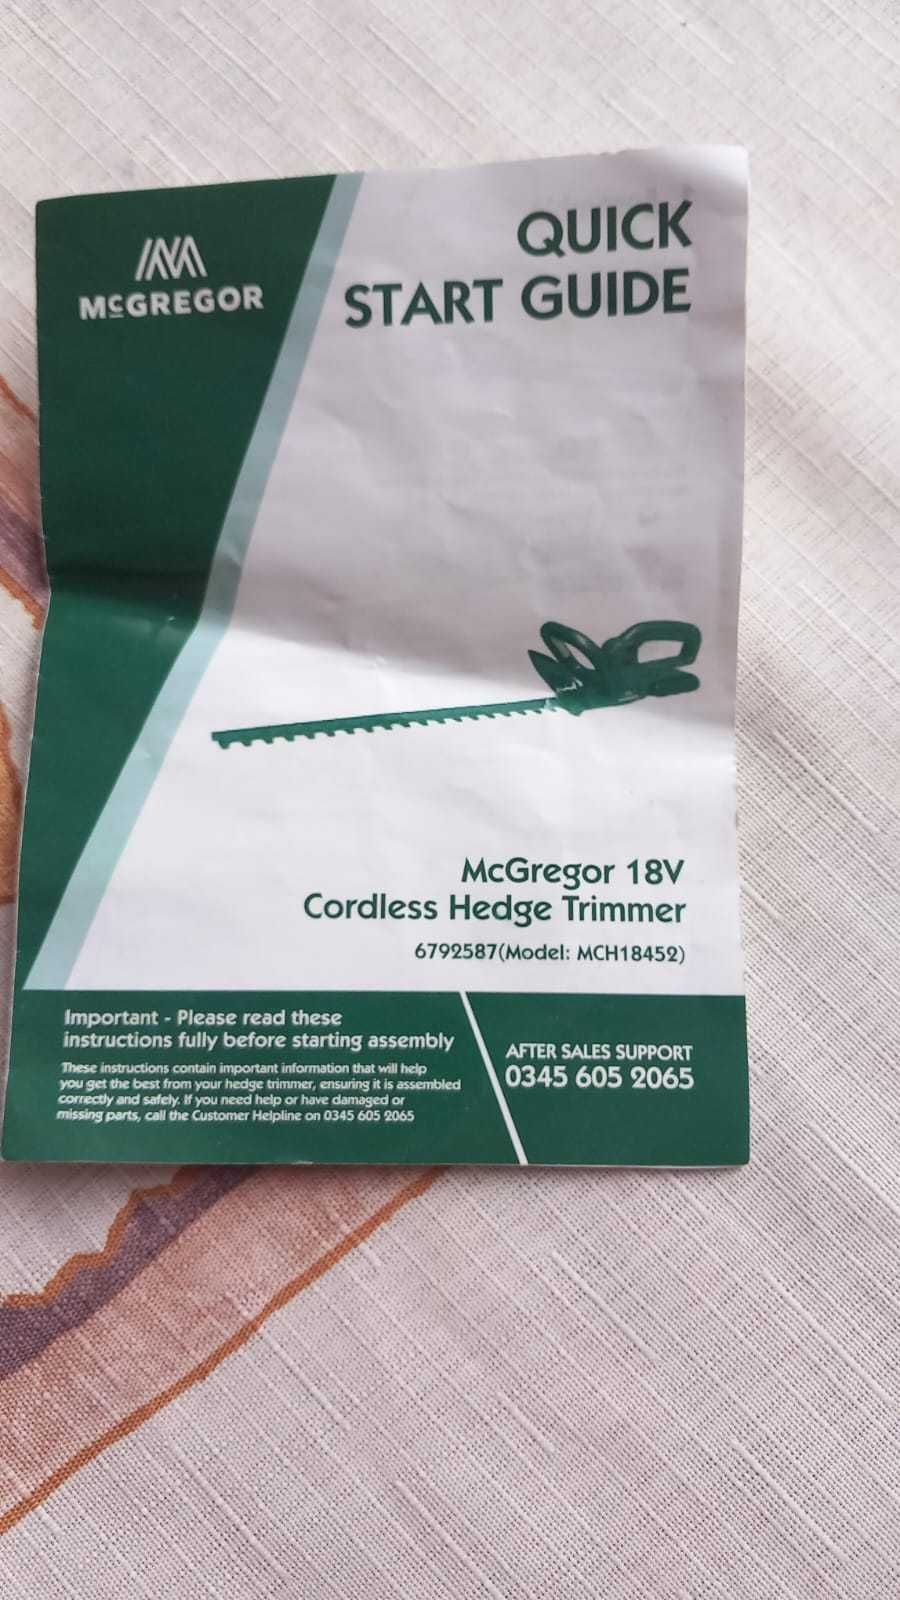 McGREGOR
QUICK
START GUIDE
McGregor 18V
Cordless Hedge Trimmer
6792587(Model: MCH18452)
Important - Please read these
instructions fully before starting assembly
These instructions contain important information that will help
you get the best from your hedge trimmer, ensuring it is assembled
correctly and safely. If you need help or have damaged or
missing parts, call the Customer Helpline on 0345 605 2065
AFTER SALES SUPPORT
0345 605 2065